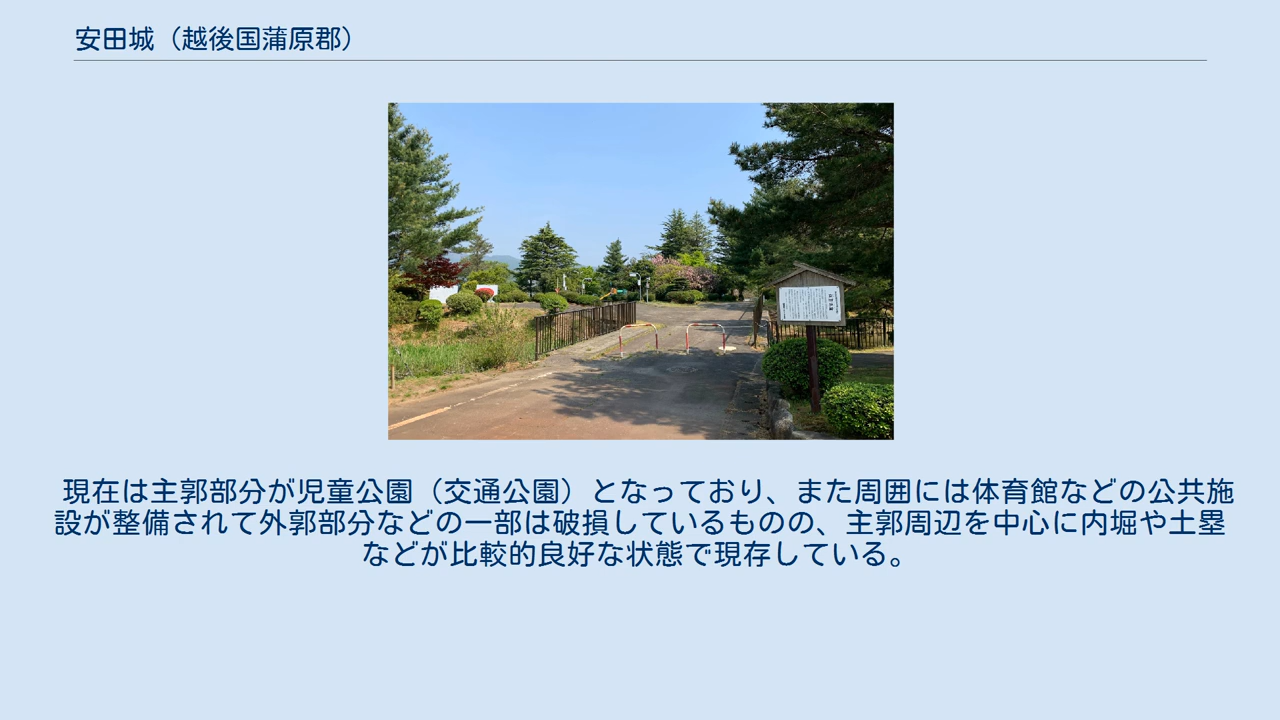 安田城（越後国蒲原郡）
現在は主郭部分が児童公園（交通公園）となっており、また周囲には体育館などの公共施
設が整備されて外郭部分などの一部は破損しているものの、主郭周辺を中心に内堀や土塁
などが比較的良好な状態で現存している。